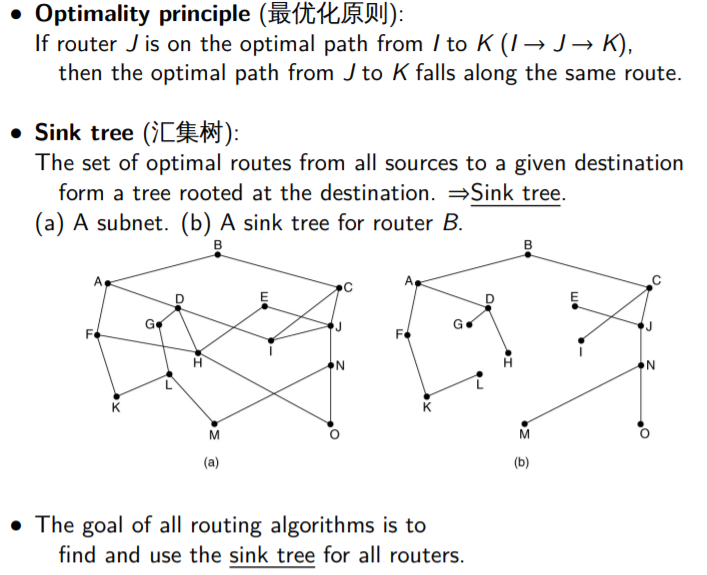 • Optimality principle (最优化原则):
If router J is on the optimal path from I to K (I → J → K),
then the optimal path from J to K falls along the same route.
• Sink tree (汇集树):
The set of optimal routes from all sources to a given destination
form a tree rooted at the destination. ⇒Sink tree.
(a) A subnet. (b) A sink tree for router B.
B
A
C
D
E
G
J
F
H
I
N
L
K
M
O
(a)
B
A
C
D
E
G
J
F
H
I
N
L
K
M
O
(b)
• The goal of all routing algorithms is to
find and use the sink tree for all routers.